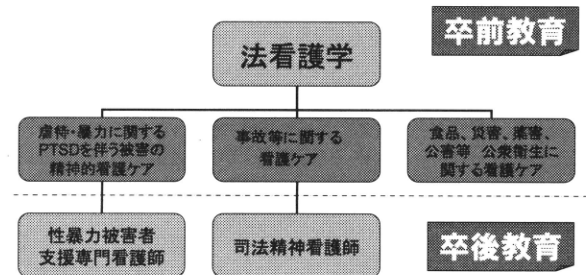 卒前教育
法看護学
虐待・暴力に関する
PTSDを伴う被害の
精神的看護ケア
事故等に関する
看護ケア
食品、災害、薬害、
公害等 公衆衛生に
関する看護ケア
性暴力被害者
支援専門看護師
司法精神看護師
卒後教育